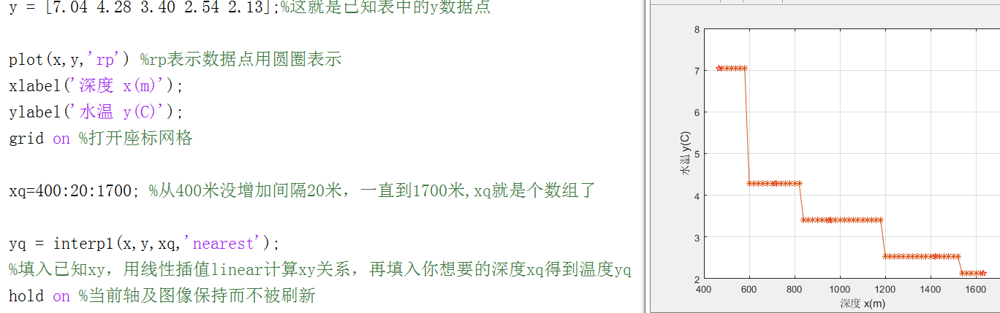 y = [7.04 4.28 3.40 2.54 2.13];%这就是已知表中的y数据点
plot(x,y,'rp') %rp表示数据点用圆圈表示
xlabel('深度 x(m)');
ylabel('水温 y(C)');
grid on %打开座标网格
xq=400:20:1700; %从400米没增加间隔20米，一直到1700米,xq就是个数组了
yq = interp1(x,y,xq,'nearest');
%填入已知xy，用线性插值linear计算xy关系，再填入你想要的深度xq得到温度yq
hold on %当前轴及图像保持而不被刷新
8
7
6
5
4
3
2
水温 y(C)
400 600 800 1000 1200 1400 1600
深度 x(m)